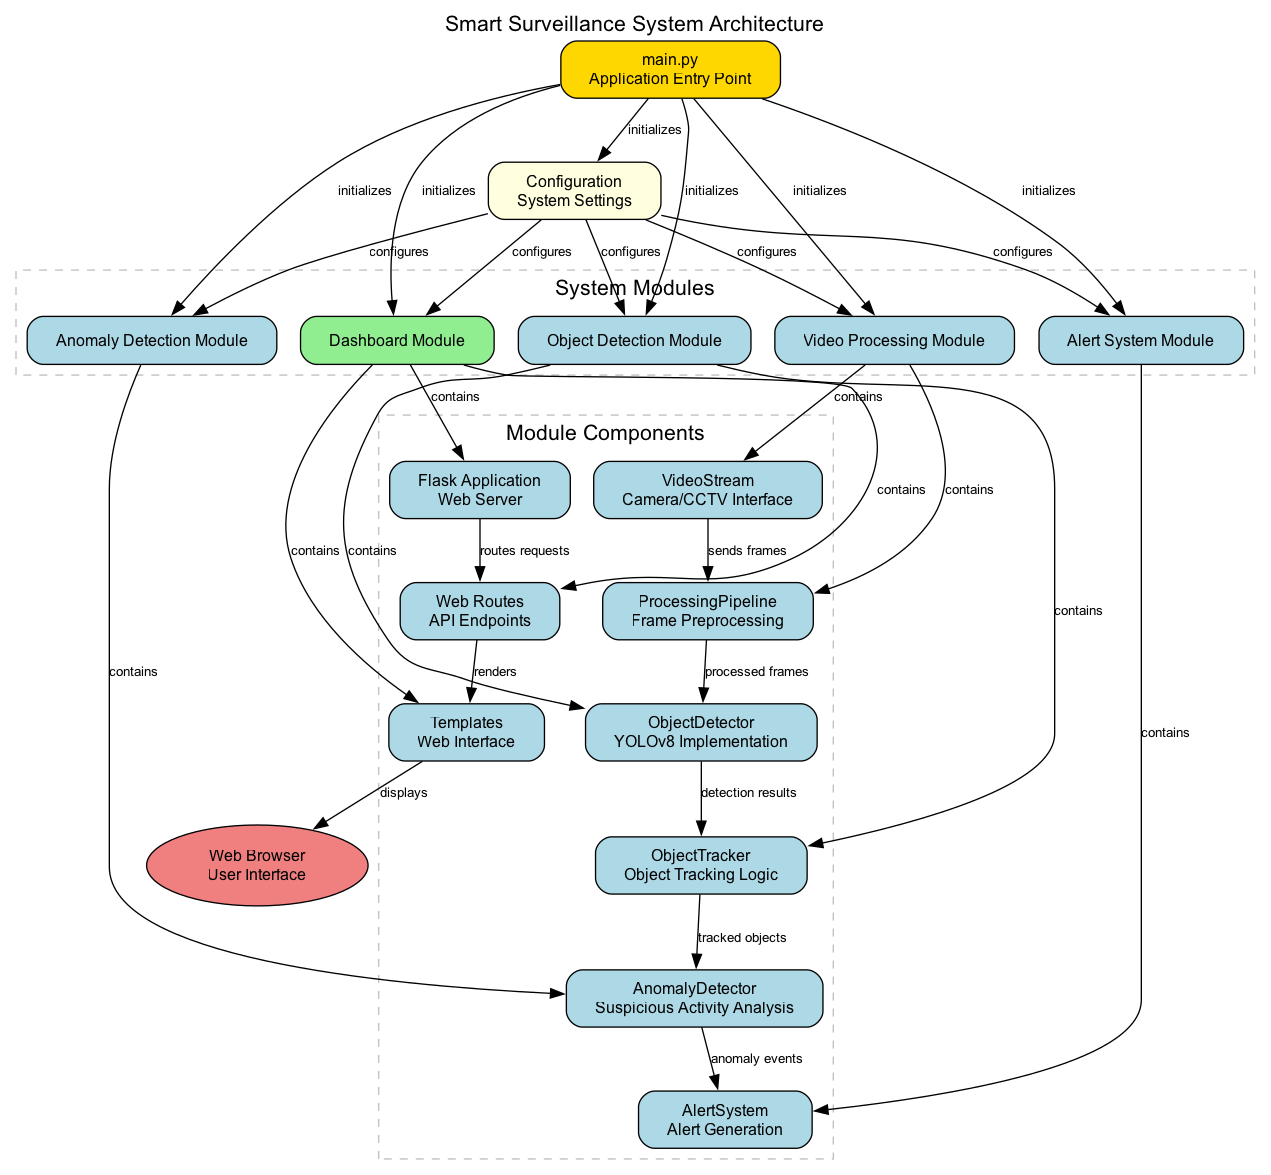 Smart Surveillance System Architecture
main.py
Application Entry Point
initializes
Configuration
System Settings
initializes
initializes
initializes
initializes
initializes
configures
configures
configures
configures
configures
System Modules
Anomaly Detection Module
Dashboard Module
Object Detection Module
Video Processing Module
Alert System Module
contains
contains
Module Components
Flask Application
Web Server
VideoStream
Camera/CCTV Interface
contains
contains
contains
contains
routes requests
sends frames
Web Routes
API Endpoints
ProcessingPipeline
Frame Preprocessing
contains
contains
renders
processed frames
Templates
Web Interface
ObjectDetector
YOLOv8 Implementation
contains
displays
detection results
Web Browser
User Interface
ObjectTracker
Object Tracking Logic
tracked objects
AnomalyDetector
Suspicious Activity Analysis
anomaly events
AlertSystem
Alert Generation